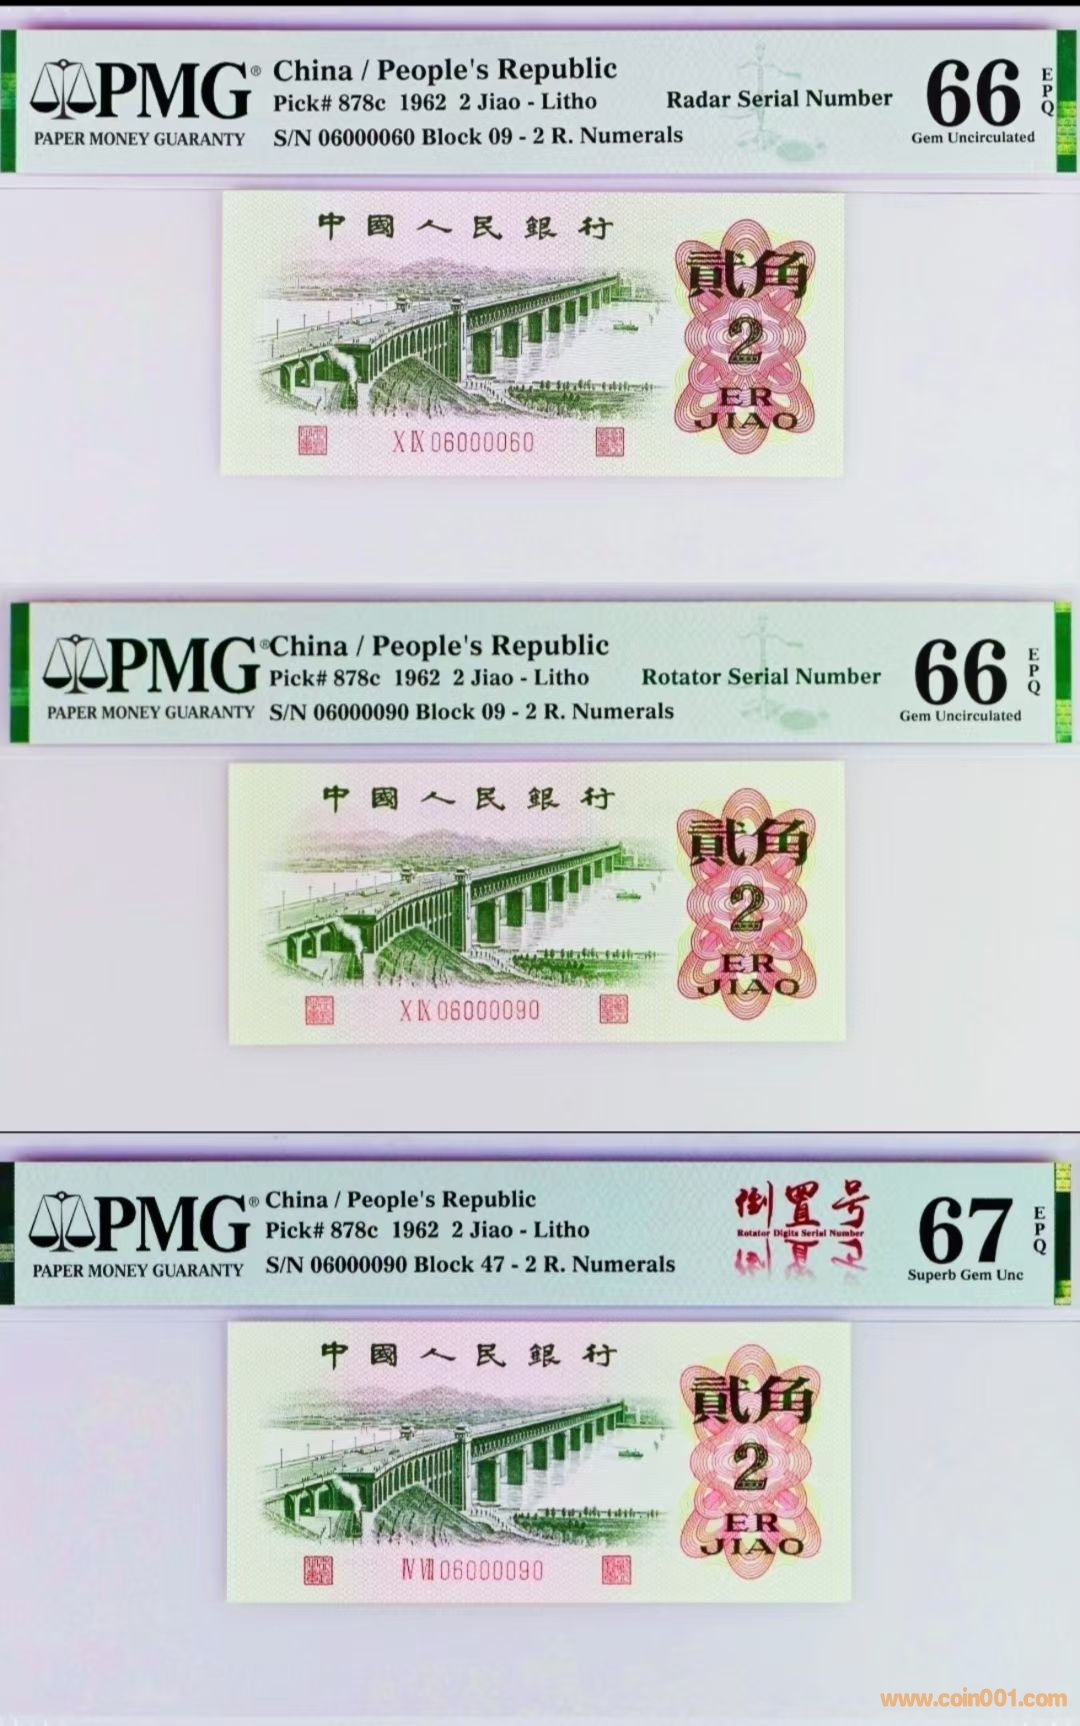 PMG® China / People's Republic
Pick# 878c 1962 2 Jiao - Litho
Radar Serial Number
66
EPQ
PAPER MONEY GUARANTY
S/N 06000060 Block 09 - 2 R. Numerals
Gem Uncirculated
中國人民銀行
貳角
2
ER
JIAO
X IX 06000060
PMG® China / People's Republic
Pick# 878c 1962 2 Jiao - Litho
Rotator Serial Number
66
EPQ
PAPER MONEY GUARANTY
S/N 06000090 Block 09 - 2 R. Numerals
Gem Uncirculated
中國人民銀行
貳角
2
ER
JIAO
X IX 06000090
PMG® China / People's Republic
Pick# 878c 1962 2 Jiao - Litho
倒置号
Rotator Digits Serial Number
67
EPQ
PAPER MONEY GUARANTY
S/N 06000090 Block 47 - 2 R. Numerals
Superb Gem Unc
中國人民銀行
貳角
2
ER
JIAO
IV VII 06000090
www.coin001.com